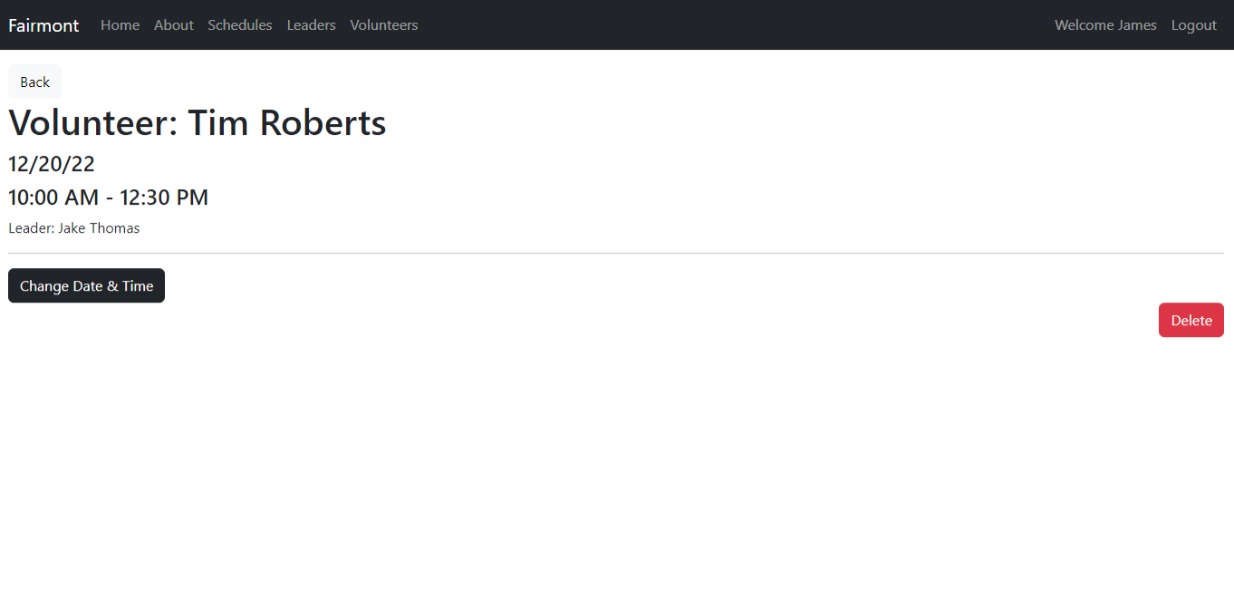 Fairmont Home About Schedules Leaders Volunteers Welcome James Logout
Back
Volunteer: Tim Roberts
12/20/22
10:00 AM - 12:30 PM
Leader: Jake Thomas
Change Date & Time
Delete